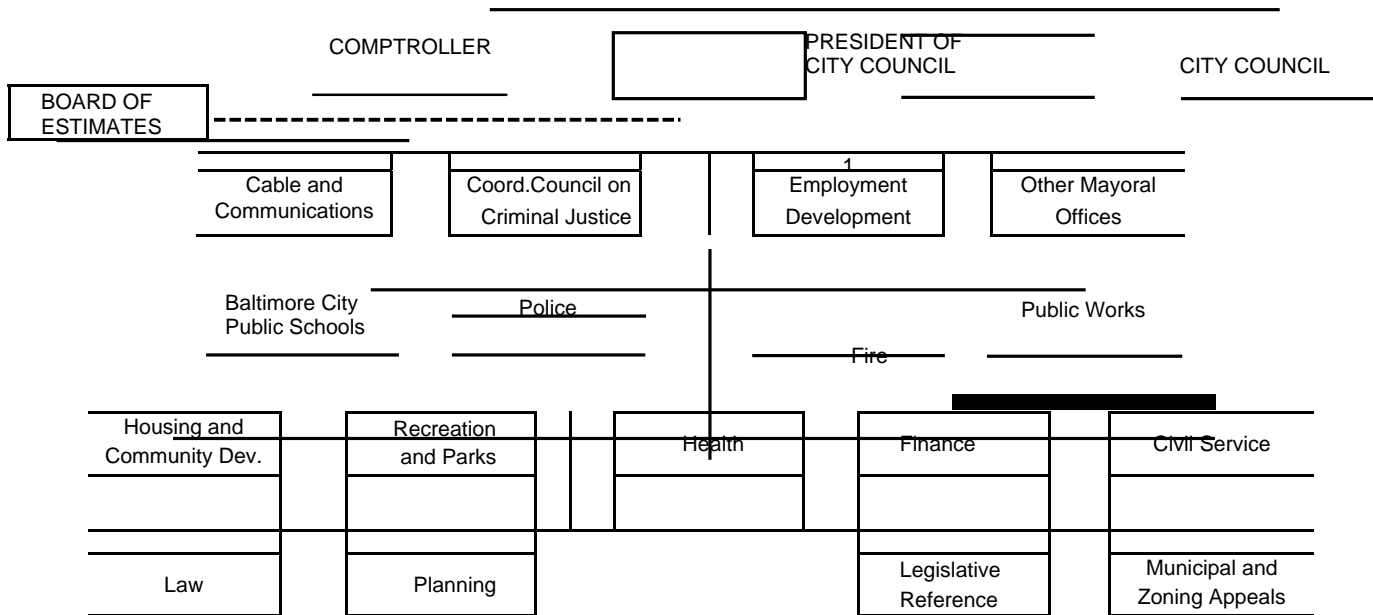 COMPTROLLER
PRESIDENT OF
CITY COUNCIL
CITY COUNCIL
BOARD OF
ESTIMATES
1
Cable and
Communications
Coord.Council on
Criminal Justice
Employment
Development
Other Mayoral
Offices
Baltimore City
Public Schools
Police
Fire
Public Works
Housing and
Community Dev.
Recreation
and Parks
Health
Finance
Civil Service
Law
Planning
Legislative
Reference
Municipal and
Zoning Appeals